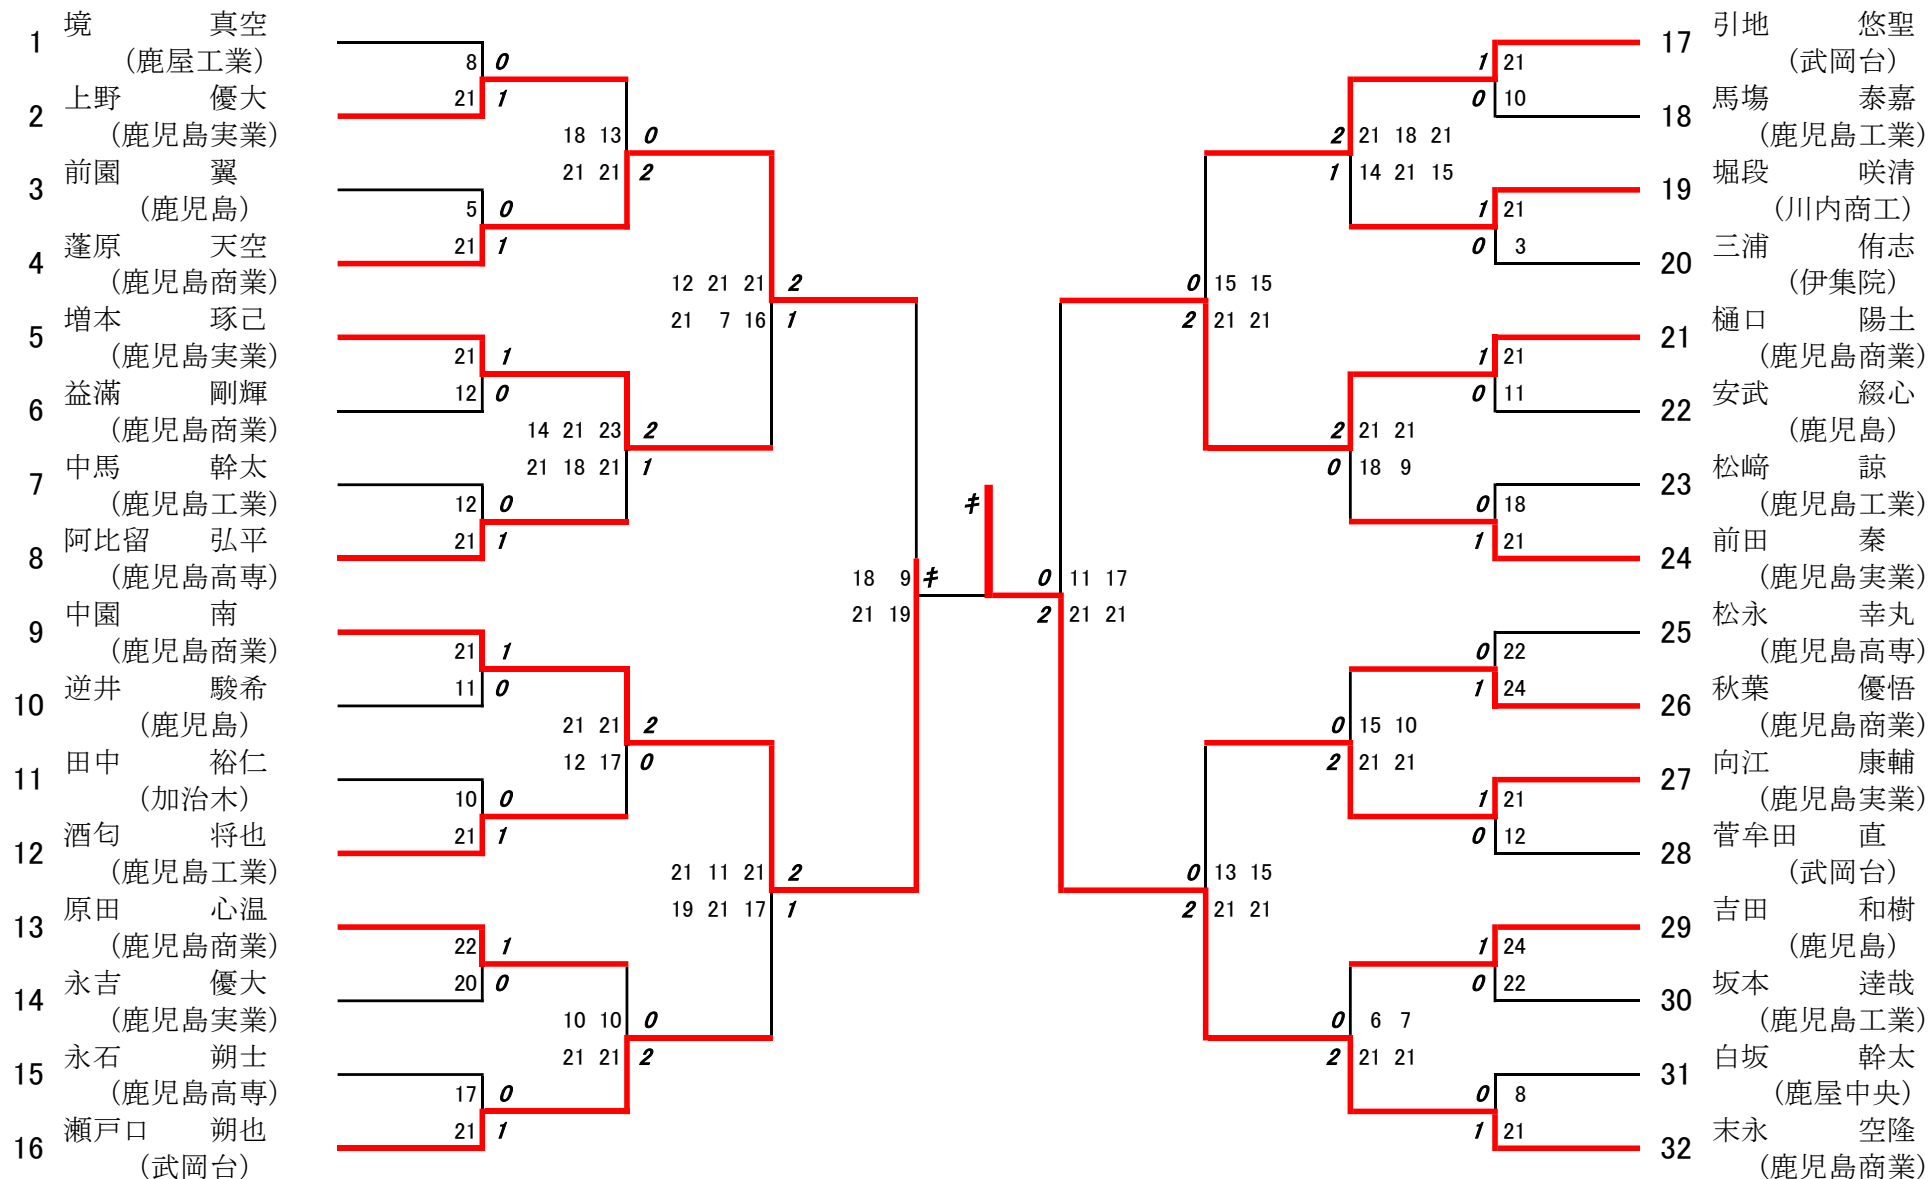 1 境 真空
(鹿屋工業)
8 0
2 上野 優大
21 1
(鹿児島実業)
18 13 0
3 前園 翼
21 21 2
(鹿児島)
5 0
4 蓬原 天空
21 1
(鹿児島商業)
12 21 21 2
5 増本 琢己
21 7 16 1
(鹿児島実業)
21 1
6 益滿 剛輝
12 0
(鹿児島商業)
14 21 23 2
7 中馬 幹太
21 18 21 1
(鹿児島工業)
12 0
8 阿比留 弘平
21 1
(鹿児島高専)
18 9 キ
9 中園 南
21 19
(鹿児島商業)
21 1
10 逆井 駿希
11 0
(鹿児島)
21 21 2
11 田中 裕仁
12 17 0
(加治木)
10 0
12 酒匂 将也
21 1
(鹿児島工業)
21 11 21 2
13 原田 心温
19 21 17 1
(鹿児島商業)
22 1
14 永吉 優大
20 0
(鹿児島実業)
10 10 0
15 永石 朔士
21 21 2
(鹿児島高専)
17 0
16 瀬戸口 朔也
21 1
(武岡台)
キ
17 引地 悠聖
(武岡台)
1 21
18 馬塲 泰嘉
0 10
(鹿児島工業)
2 21 18 21
19 堀段 咲清
1 14 21 15
(川内商工)
1 21
20 三浦 侑志
0 3
(伊集院)
0 15 15
21 樋口 陽土
2 21 21
(鹿児島商業)
1 21
22 安武 綴心
0 11
(鹿児島)
2 21 21
23 松﨑 諒
0 18 9
(鹿児島工業)
0 18
24 前田 秦
1 21
(鹿児島実業)
0 11 17
25 松永 幸丸
2 21 21
(鹿児島高専)
0 22
26 秋葉 優悟
1 24
(鹿児島商業)
0 15 10
27 向江 康輔
2 21 21
(鹿児島実業)
1 21
28 菅牟田 直
0 12
(武岡台)
0 13 15
29 吉田 和樹
2 21 21
(鹿児島)
1 24
30 坂本 逹哉
0 22
(鹿児島工業)
0 6 7
31 白坂 幹太
2 21 21
(鹿屋中央)
0 8
32 末永 空隆
1 21
(鹿児島商業)